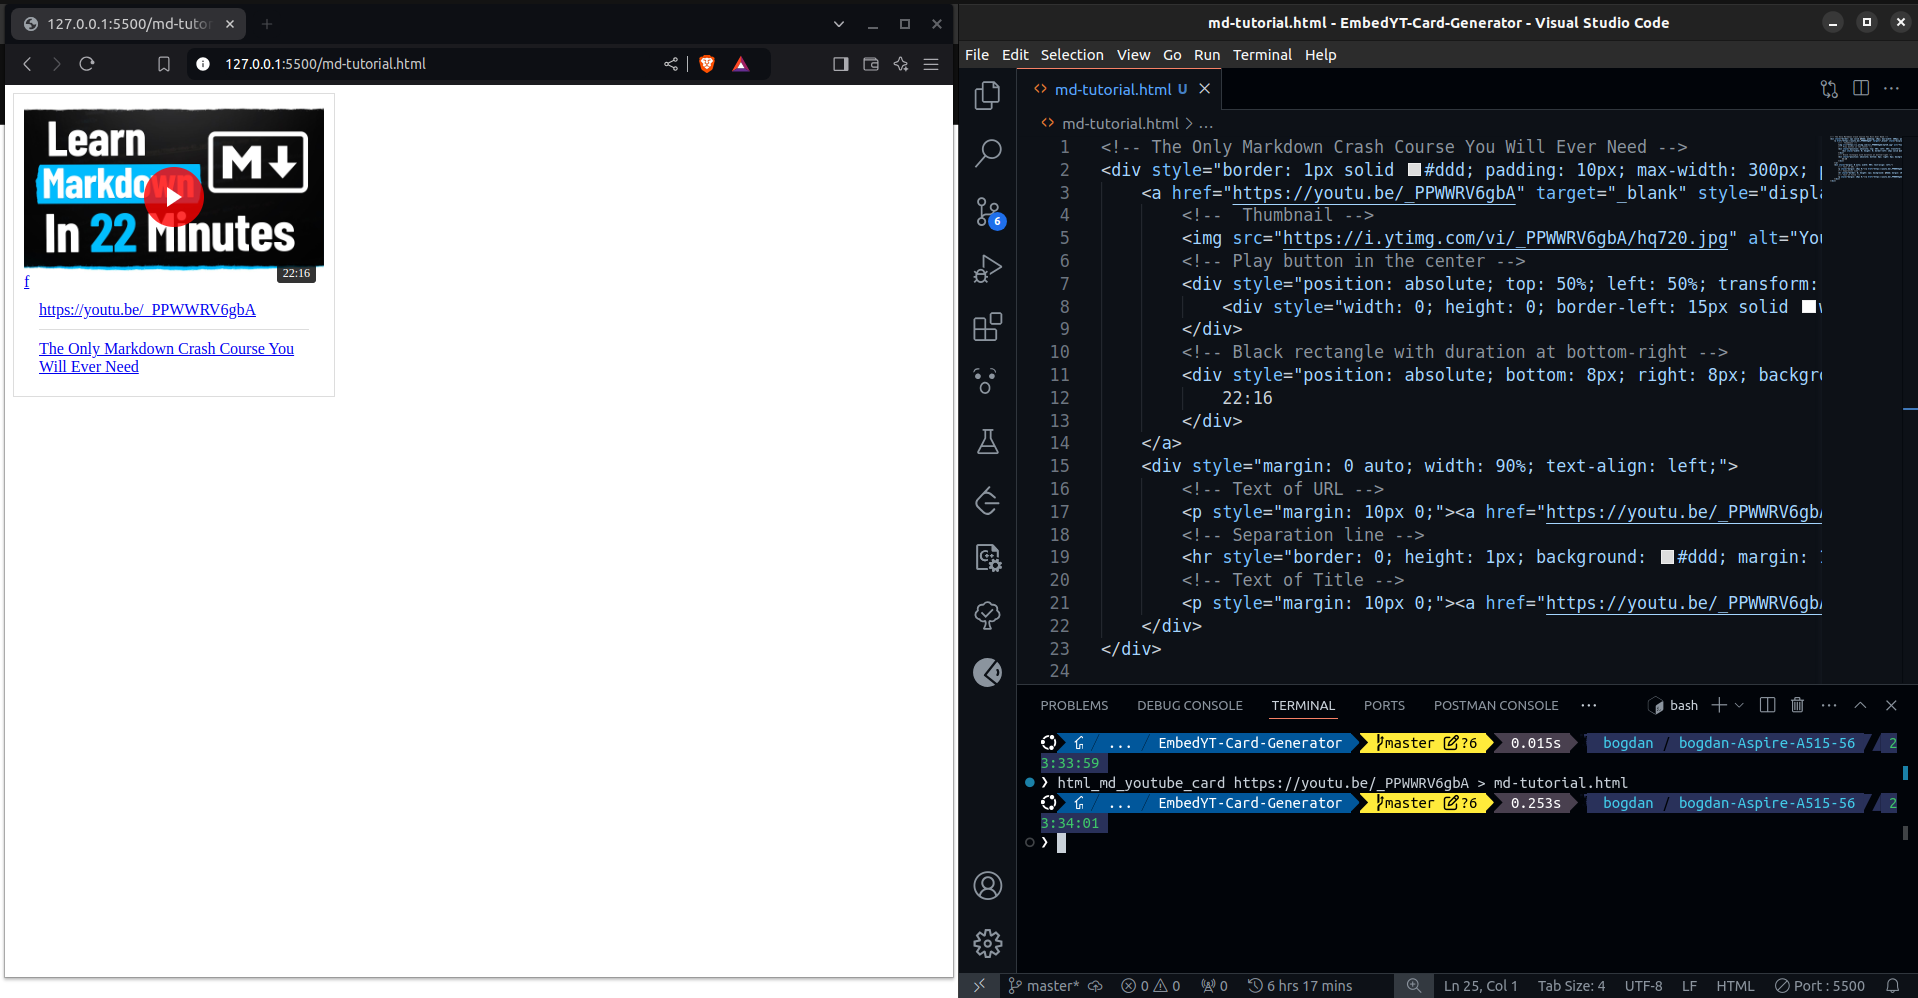 127.0.0.1:5500/md-tutor
127.0.0.1:5500/md-tutorial.html
Learn
Markdown
In 22 Minutes
M
22:16
f
https://youtu.be/_PPWWRV6gbA
The Only Markdown Crash Course You
Will Ever Need
md-tutorial.html - EmbedYT-Card-Generator - Visual Studio Code
File Edit Selection View Go Run Terminal Help
md-tutorial.html U
md-tutorial.html > ...
1 <!-- The Only Markdown Crash Course You Will Ever Need -->
2 <div style="border: 1px solid #ddd; padding: 10px; max-width: 300px;
3 <a href="https://youtu.be/_PPWWRV6gbA" target="_blank" style="displa
4 <!--  Thumbnail -->
5 <img src="https://i.ytimg.com/vi/_PPWWRV6gbA/hq720.jpg" alt="You
6 <!-- Play button in the center -->
7 <div style="position: absolute; top: 50%; left: 50%; transform:
8 <div style="width: 0; height: 0; border-left: 15px solid
9 </div>
10 <!-- Black rectangle with duration at bottom-right -->
11 <div style="position: absolute; bottom: 8px; right: 8px; backgro
12 22:16
13 </div>
14 </a>
15 <div style="margin: 0 auto; width: 90%; text-align: left;">
16 <!-- Text of URL -->
17 <p style="margin: 10px 0;"><a href="https://youtu.be/_PPWWRV6gbA
18 <!-- Separation line -->
19 <hr style="border: 0; height: 1px; background: #ddd; margin:
20 <!-- Text of Title -->
21 <p style="margin: 10px 0;"><a href="https://youtu.be/_PPWWRV6gbA
22 </div>
23 </div>
24
6
PROBLEMS DEBUG CONSOLE TERMINAL PORTS POSTMAN CONSOLE ... bash
... EmbedYT-Card-Generator master ?6 0.015s bogdan / bogdan-Aspire-A515-56 2
3:33:59
❯ html_md_youtube_card https://youtu.be/_PPWWRV6gbA > md-tutorial.html
... EmbedYT-Card-Generator master ?6 0.253s bogdan / bogdan-Aspire-A515-56 2
3:34:01
❯
master* 0 0 0 6 hrs 17 mins Ln 25, Col 1 Tab Size: 4 UTF-8 LF HTML Port : 5500